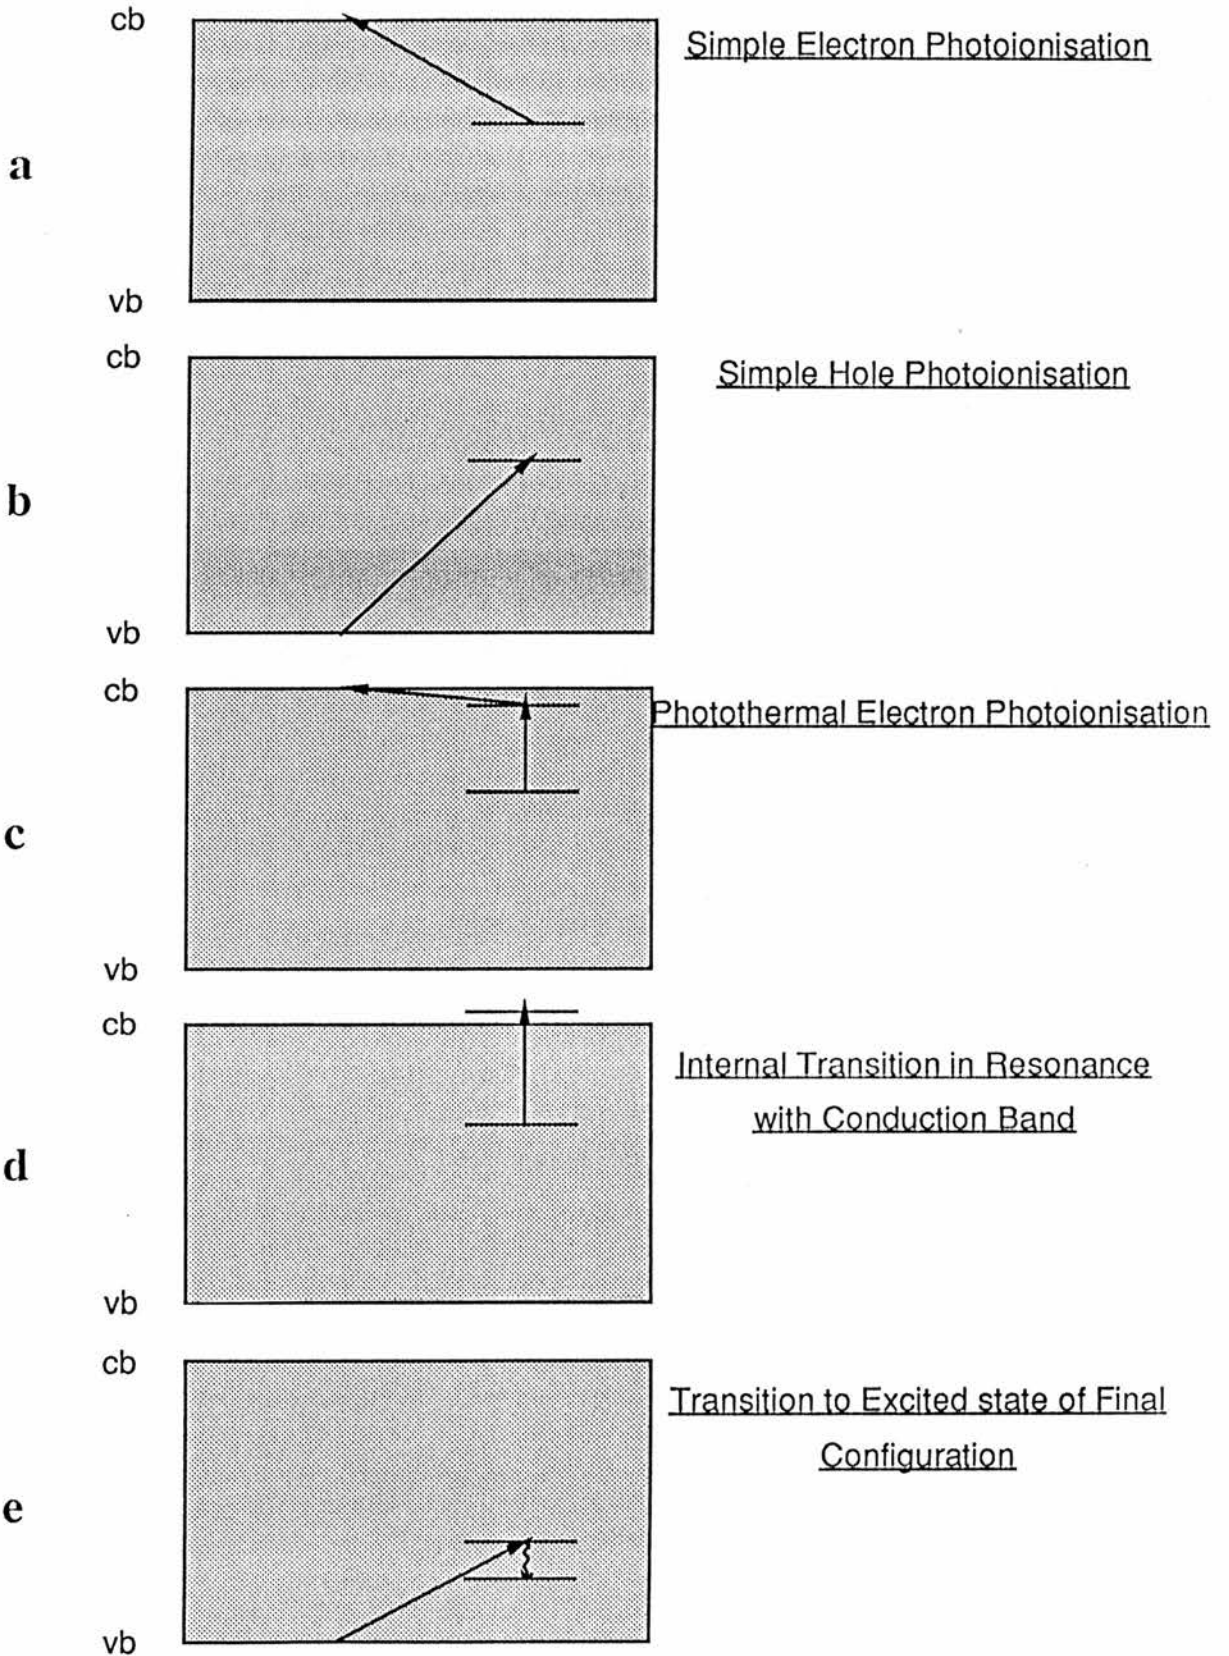 cb
Simple Electron Photoionisation
a
vb
cb
Simple Hole Photoionisation
b
vb
cb
Photothermal Electron Photoionisation
c
vb
cb
Internal Transition in Resonance
with Conduction Band
d
vb
cb
Transition to Excited state of Final
Configuration
e
vb